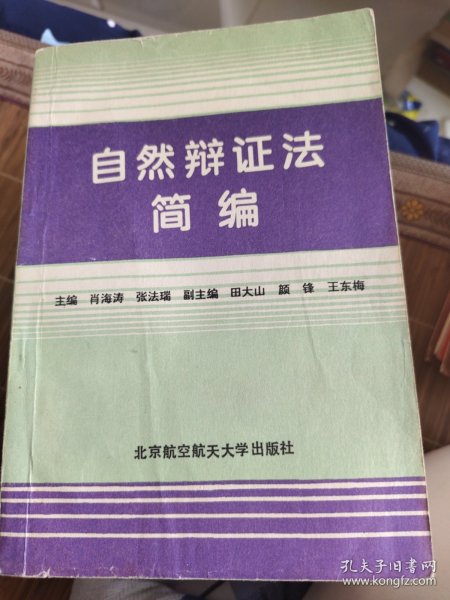 自然辩证法
简编
主编 肖海涛 张法瑞 副主编 田大山 颜锋 王东梅
北京航空航天大学出版社
孔夫子旧书网
www.kongfz.com